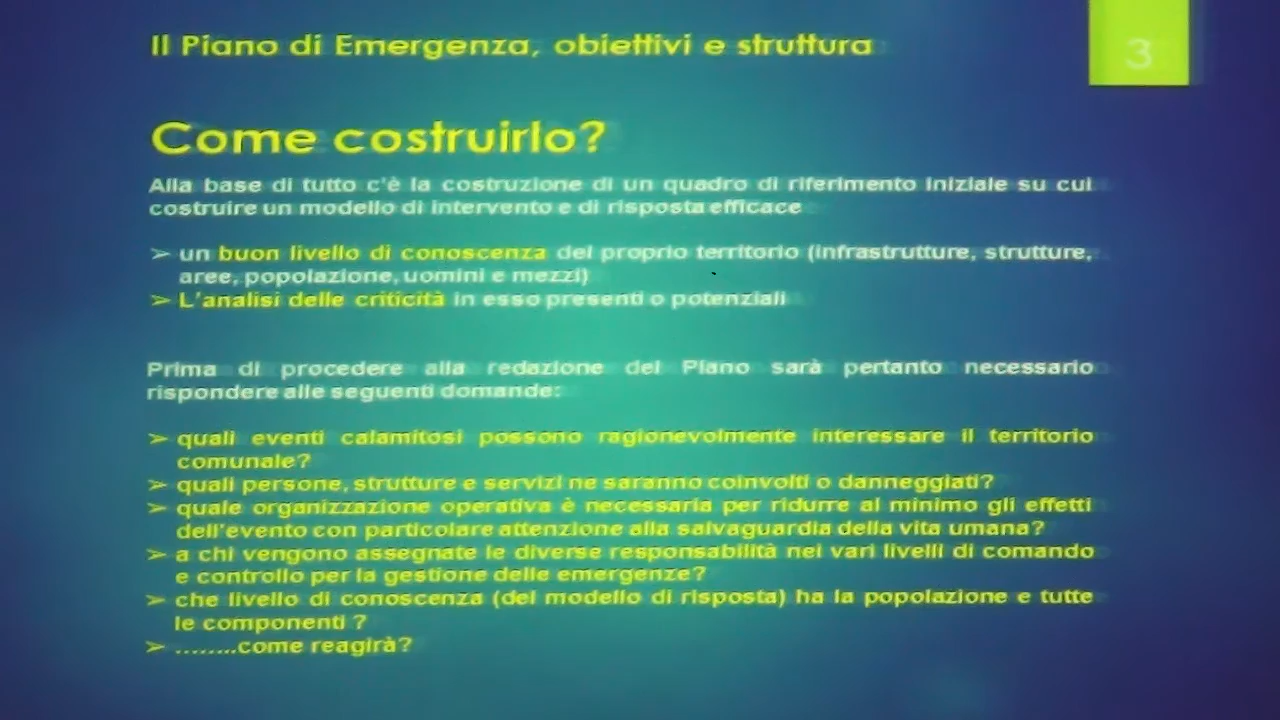 Il Piano di Emergenza, obiettivi e struttura
3
Come costruirlo?
Alla base di tutto c'è la costruzione di un quadro di riferimento iniziale su cui
costruire un modello di intervento e di risposta efficace
➢ un buon livello di conoscenza del proprio territorio (infrastrutture, strutture,
aree, popolazione, uomini e mezzi)
➢ L'analisi delle criticità in esso presenti o potenziali
Prima di procedere alla redazione del Piano sarà pertanto necessario
rispondere alle seguenti domande:
➢ quali eventi calamitosi possono ragionevolmente interessare il territorio
comunale?
➢ quali persone, strutture e servizi ne saranno coinvolti o danneggiati?
➢ quale organizzazione operativa è necessaria per ridurre al minimo gli effetti
dell'evento con particolare attenzione alla salvaguardia della vita umana?
➢ a chi vengono assegnate le diverse responsabilità nei vari livelli di comando
e controllo per la gestione delle emergenze?
➢ che livello di conoscenza (del modello di risposta) ha la popolazione e tutte
le componenti ?
➢ ........come reagirà?